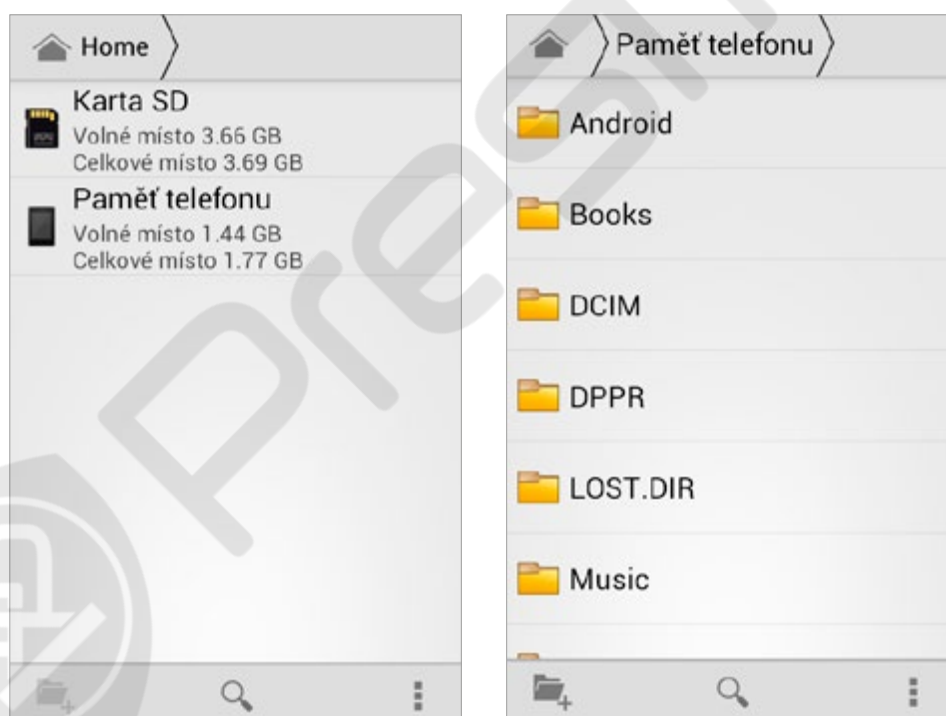 Home
Karta SD
Volné místo 3.66 GB
Celkové místo 3.69 GB
Paměť telefonu
Volné místo 1.44 GB
Celkové místo 1.77 GB
Paměť telefonu
Android
Books
DCIM
DPPR
LOST.DIR
Music